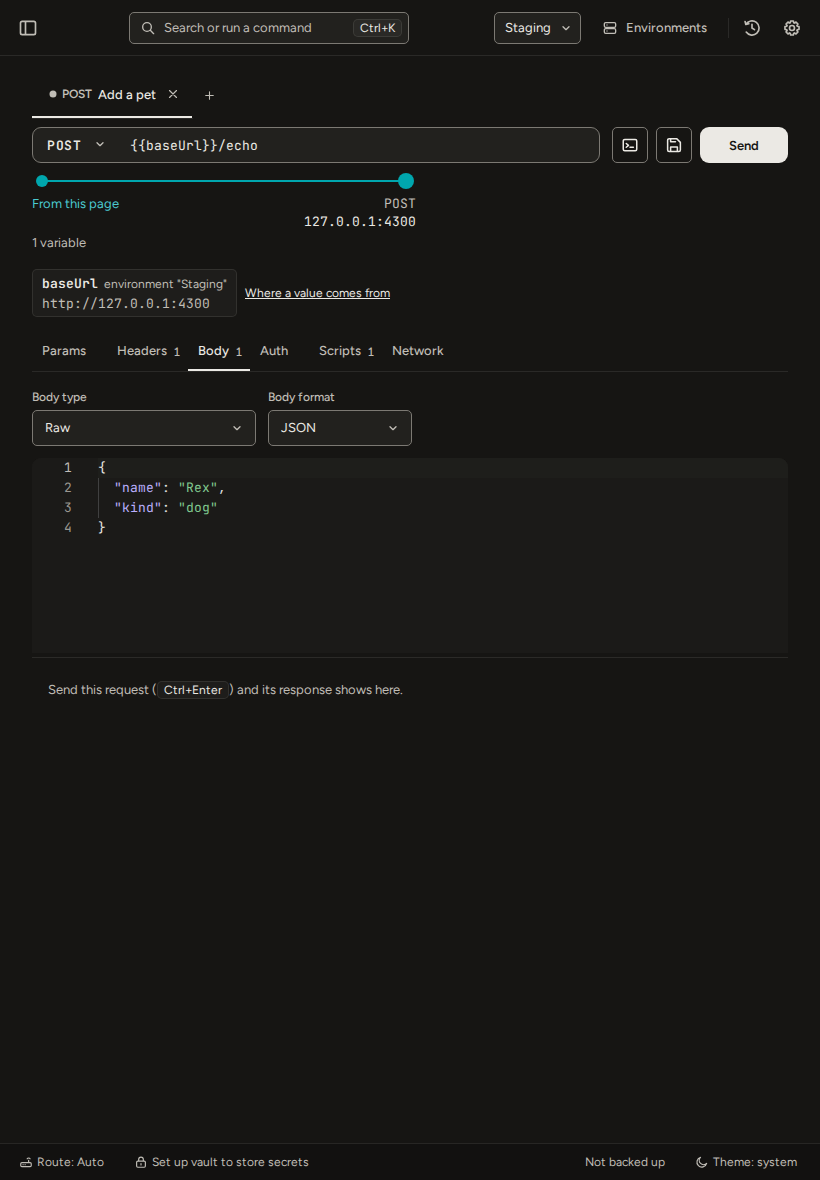 Search or run a command Ctrl+K Staging Environments
POST Add a pet
POST {{baseUrl}}/echo Send
From this page POST
127.0.0.1:4300
1 variable
baseUrl environment "Staging"
http://127.0.0.1:4300
Where a value comes from
Params Headers 1 Body 1 Auth Scripts 1 Network
Body type Body format
Raw JSON
1 {
2 "name": "Rex",
3 "kind": "dog"
4 }
Send this request (Ctrl+Enter) and its response shows here.
Route: Auto Set up vault to store secrets Not backed up Theme: system